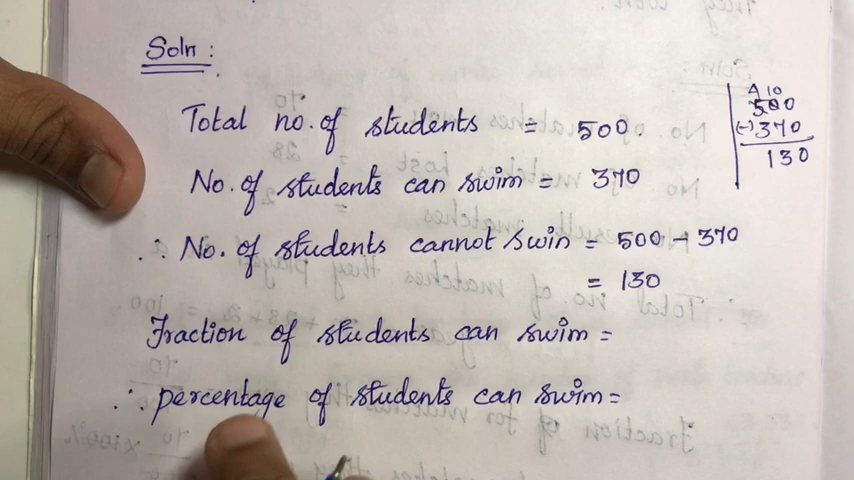 Soln :
Total no. of students = 500.
No. of students can swim = 370
∴ No. of students cannot swin = 500 - 370
= 130
Fraction of students can swim =
∴ percentage of students can swim =
4 10
500
(-) 370
130